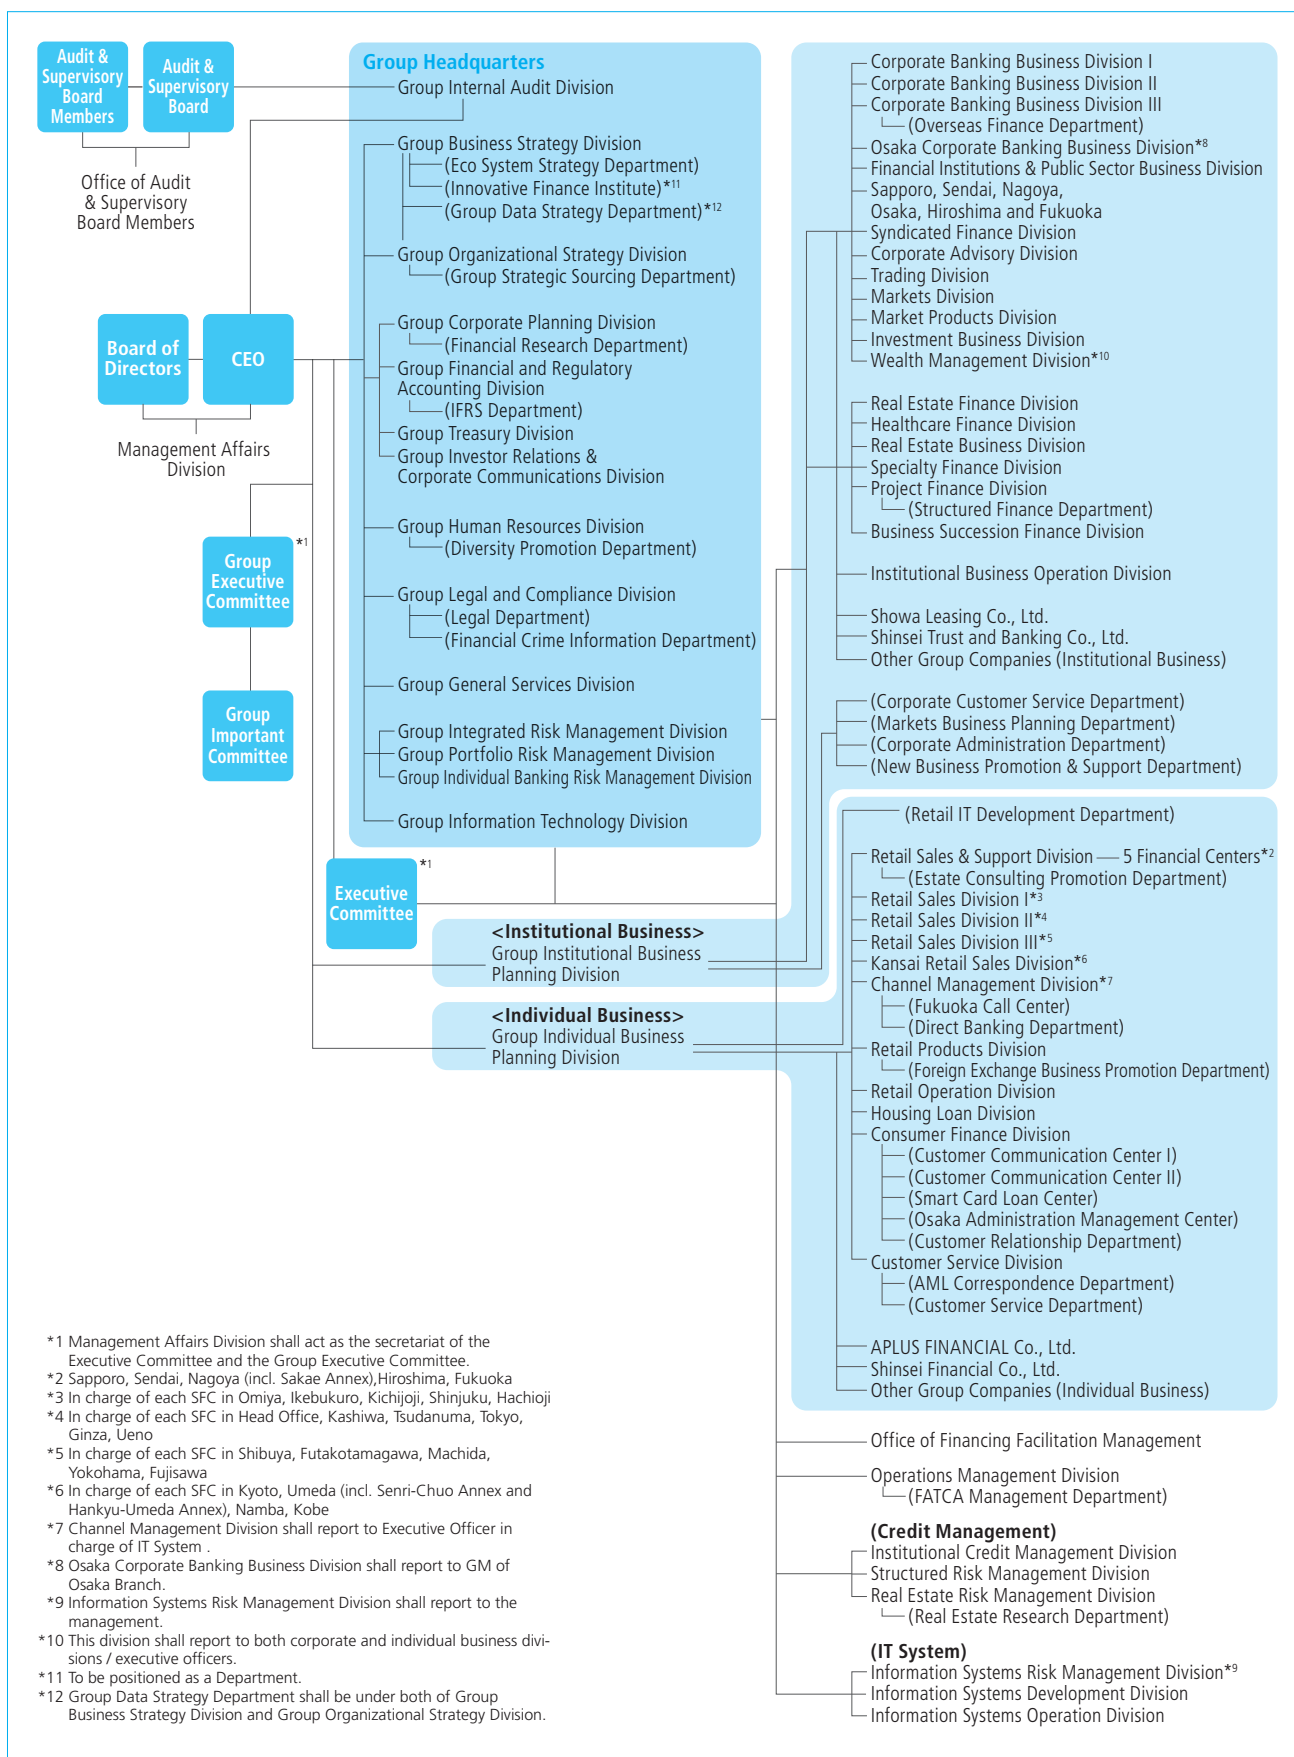 Audit &
Supervisory
Board
Members
Audit &
Supervisory
Board
Office of Audit
& Supervisory
Board Members
Board of
Directors
CEO
Management Affairs
Division
Group
Executive
Committee
*1
Group
Important
Committee
Group Headquarters
Group Internal Audit Division
Group Business Strategy Division
(Eco System Strategy Department)
(Innovative Finance Institute)*11
(Group Data Strategy Department)*12
Group Organizational Strategy Division
(Group Strategic Sourcing Department)
Group Corporate Planning Division
(Financial Research Department)
Group Financial and Regulatory
Accounting Division
(IFRS Department)
Group Treasury Division
Group Investor Relations &
Corporate Communications Division
Group Human Resources Division
(Diversity Promotion Department)
Group Legal and Compliance Division
(Legal Department)
(Financial Crime Information Department)
Group General Services Division
Group Integrated Risk Management Division
Group Portfolio Risk Management Division
Group Individual Banking Risk Management Division
Group Information Technology Division
Executive
Committee
*1
<Institutional Business>
Group Institutional Business
Planning Division
<Individual Business>
Group Individual Business
Planning Division
Corporate Banking Business Division I
Corporate Banking Business Division II
Corporate Banking Business Division III
(Overseas Finance Department)
Osaka Corporate Banking Business Division*8
Financial Institutions & Public Sector Business Division
Sapporo, Sendai, Nagoya,
Osaka, Hiroshima and Fukuoka
Syndicated Finance Division
Corporate Advisory Division
Trading Division
Markets Division
Market Products Division
Investment Business Division
Wealth Management Division*10
Real Estate Finance Division
Healthcare Finance Division
Real Estate Business Division
Specialty Finance Division
Project Finance Division
(Structured Finance Department)
Business Succession Finance Division
Institutional Business Operation Division
Showa Leasing Co., Ltd.
Shinsei Trust and Banking Co., Ltd.
Other Group Companies (Institutional Business)
(Corporate Customer Service Department)
(Markets Business Planning Department)
(Corporate Administration Department)
(New Business Promotion & Support Department)
(Retail IT Development Department)
Retail Sales & Support Division — 5 Financial Centers*2
(Estate Consulting Promotion Department)
Retail Sales Division I*3
Retail Sales Division II*4
Retail Sales Division III*5
Kansai Retail Sales Division*6
Channel Management Division*7
(Fukuoka Call Center)
(Direct Banking Department)
Retail Products Division
(Foreign Exchange Business Promotion Department)
Retail Operation Division
Housing Loan Division
Consumer Finance Division
(Customer Communication Center I)
(Customer Communication Center II)
(Smart Card Loan Center)
(Osaka Administration Management Center)
(Customer Relationship Department)
Customer Service Division
(AML Correspondence Department)
(Customer Service Department)
APLUS FINANCIAL Co., Ltd.
Shinsei Financial Co., Ltd.
Other Group Companies (Individual Business)
Office of Financing Facilitation Management
Operations Management Division
(FATCA Management Department)
(Credit Management)
Institutional Credit Management Division
Structured Risk Management Division
Real Estate Risk Management Division
(Real Estate Research Department)
(IT System)
Information Systems Risk Management Division*9
Information Systems Development Division
Information Systems Operation Division
*1 Management Affairs Division shall act as the secretariat of the
Executive Committee and the Group Executive Committee.
*2 Sapporo, Sendai, Nagoya (incl. Sakae Annex),Hiroshima, Fukuoka
*3 In charge of each SFC in Omiya, Ikebukuro, Kichijoji, Shinjuku, Hachioji
*4 In charge of each SFC in Head Office, Kashiwa, Tsudanuma, Tokyo,
Ginza, Ueno
*5 In charge of each SFC in Shibuya, Futakotamagawa, Machida,
Yokohama, Fujisawa
*6 In charge of each SFC in Kyoto, Umeda (incl. Senri-Chuo Annex and
Hankyu-Umeda Annex), Namba, Kobe
*7 Channel Management Division shall report to Executive Officer in
charge of IT System .
*8 Osaka Corporate Banking Business Division shall report to GM of
Osaka Branch.
*9 Information Systems Risk Management Division shall report to the
management.
*10 This division shall report to both corporate and individual business divi-
sions / executive officers.
*11 To be positioned as a Department.
*12 Group Data Strategy Department shall be under both of Group
Business Strategy Division and Group Organizational Strategy Division.